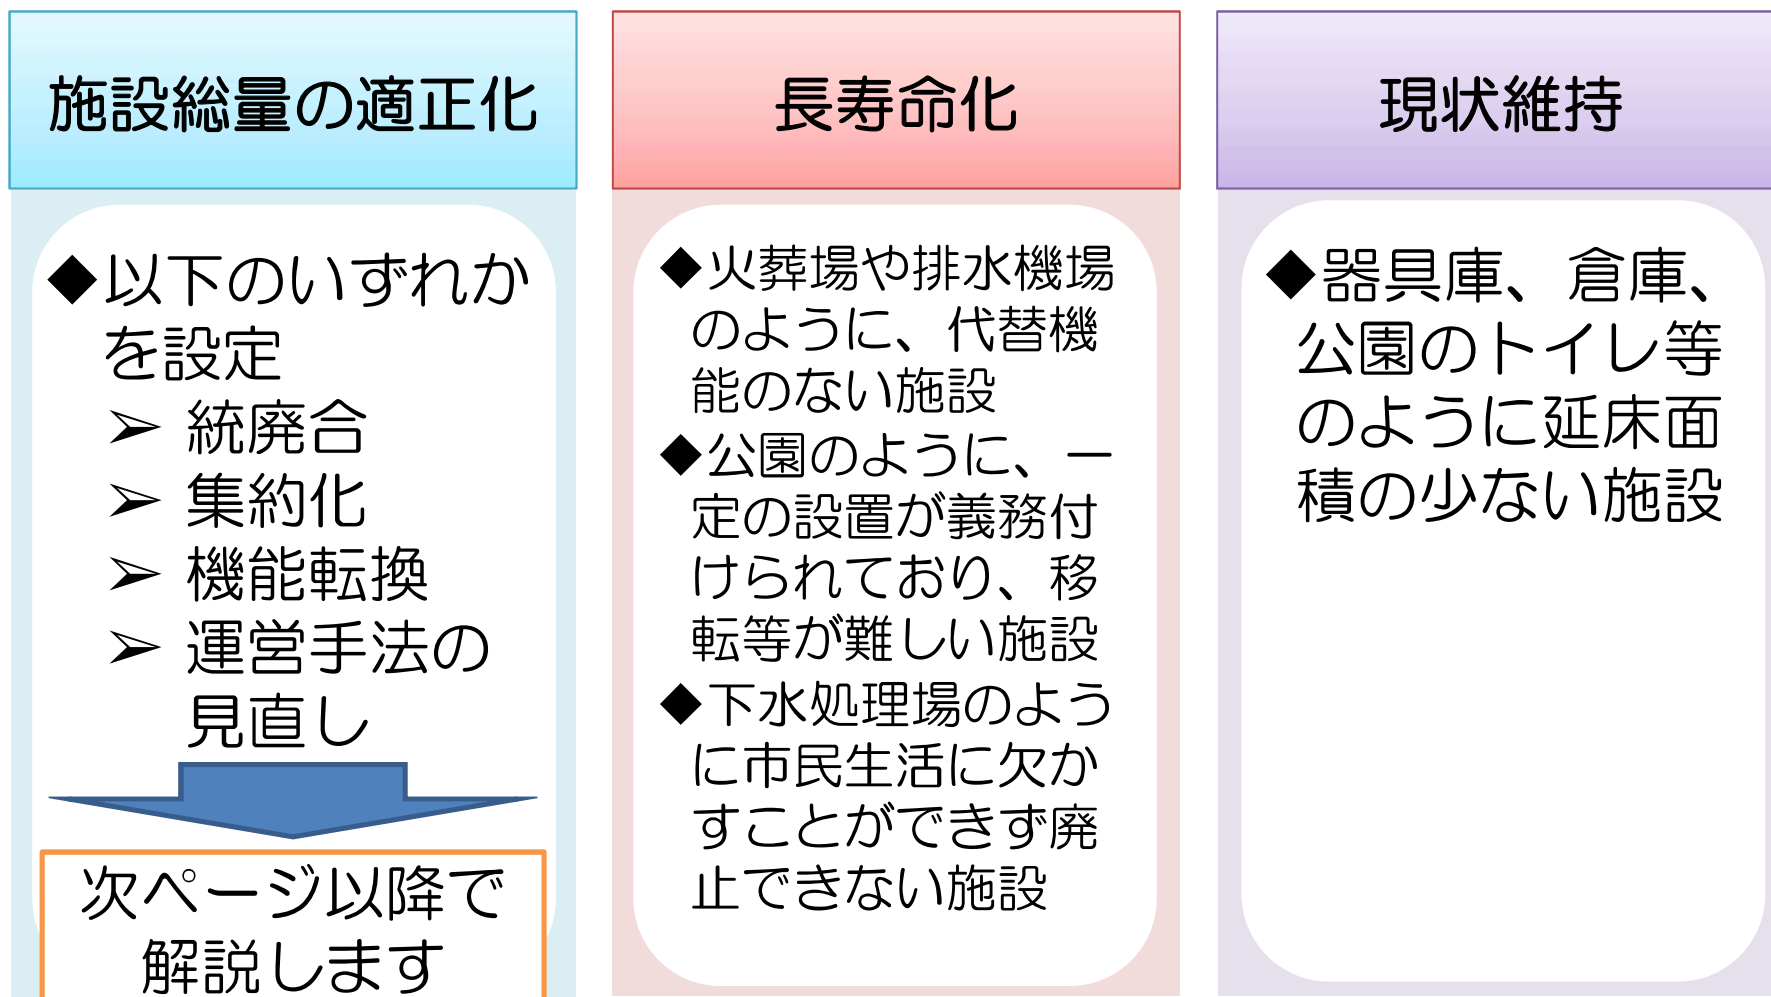 施設総量の適正化
◆以下のいずれか
を設定
➢ 統廃合
➢ 集約化
➢ 機能転換
➢ 運営手法の
見直し
次ページ以降で
解説します
長寿命化
◆火葬場や排水機場
のように、代替機
能のない施設
◆公園のように、一
定の設置が義務付
けられており、移
転等が難しい施設
◆下水処理場のよう
に市民生活に欠か
すことができず廃
止できない施設
現状維持
◆器具庫、倉庫、
公園のトイレ等
のように延床面
積の少ない施設